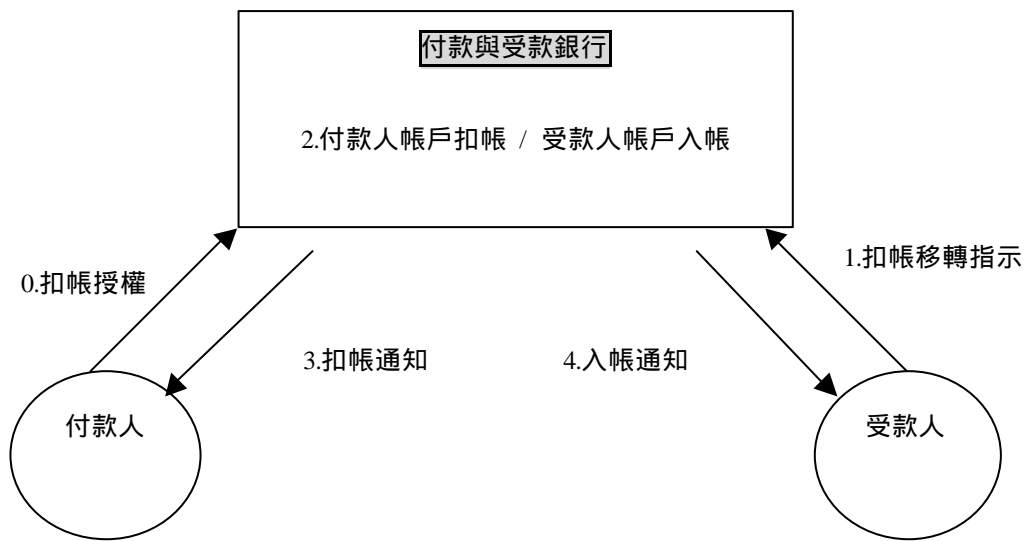 付款與受款銀行
2.付款人帳戶扣帳 / 受款人帳戶入帳
1.扣帳移轉指示
0.扣帳授權
3.扣帳通知
4.入帳通知
付款人
受款人